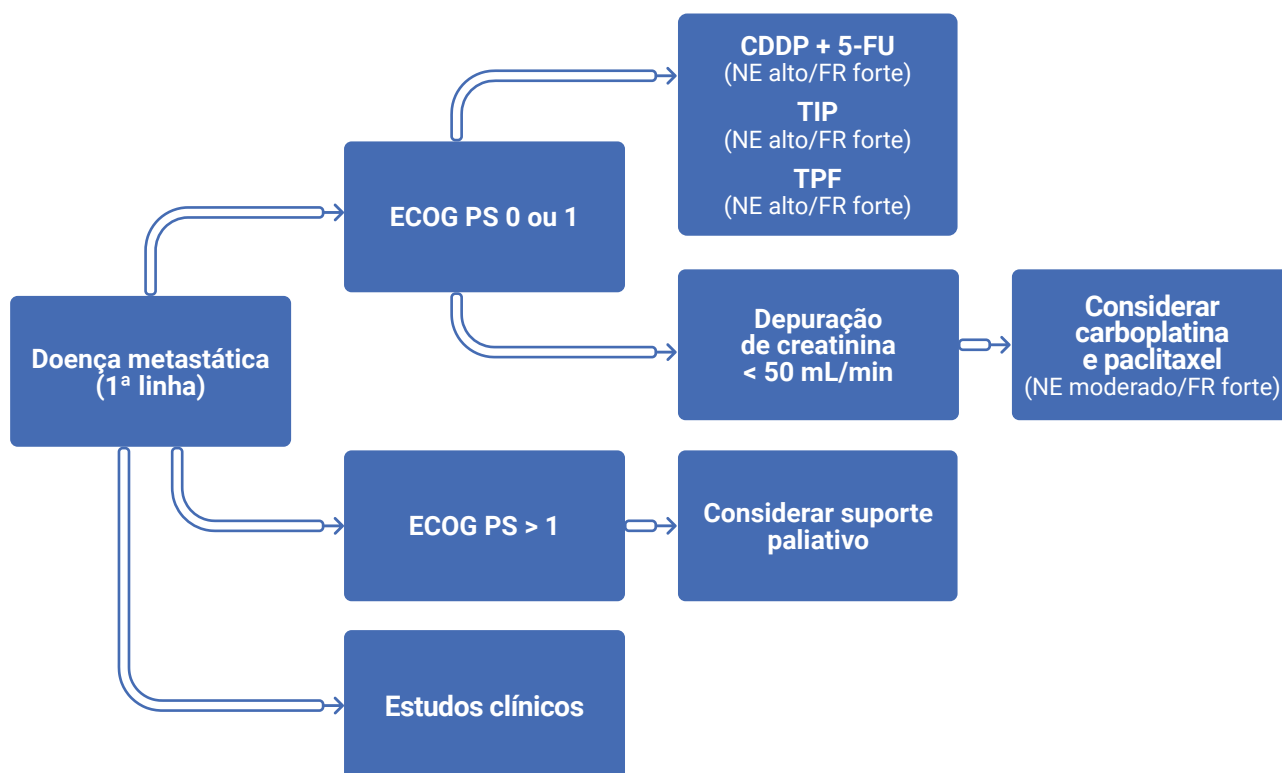 CDDP + 5-FU
(NE alto/FR forte)
TIP
(NE alto/FR forte)
TPF
(NE alto/FR forte)
ECOG PS 0 ou 1
Doença metastática
(1ª linha)
Depuração
de creatinina
< 50 mL/min
Considerar
carboplatina
e paclitaxel
(NE moderado/FR forte)
ECOG PS > 1
Considerar suporte
paliativo
Estudos clínicos